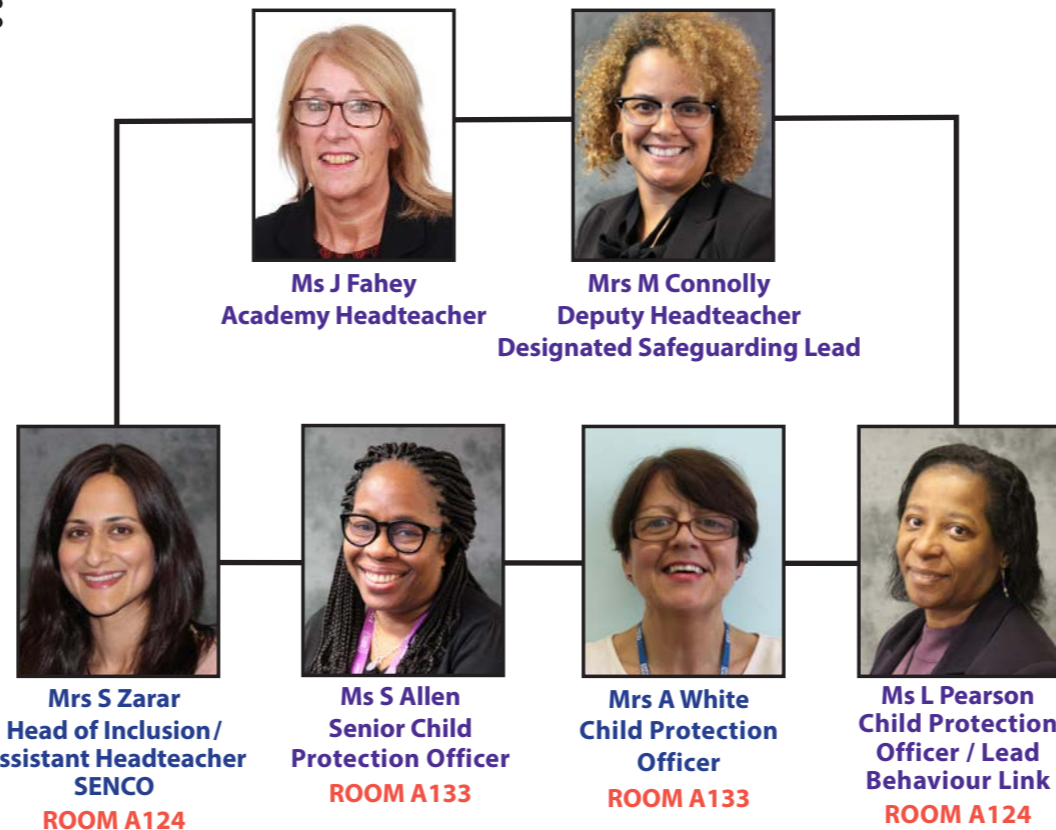 Ms J Fahey
Academy Headteacher
Mrs M Connolly
Deputy Headteacher
Designated Safeguarding Lead
Mrs S Zarar
Head of Inclusion/
ssistant Headteacher
SENCO
ROOM A124
Ms S Allen
Senior Child
Protection Officer
ROOM A133
Mrs A White
Child Protection
Officer
ROOM A133
Ms L Pearson
Child Protection
Officer / Lead
Behaviour Link
ROOM A124